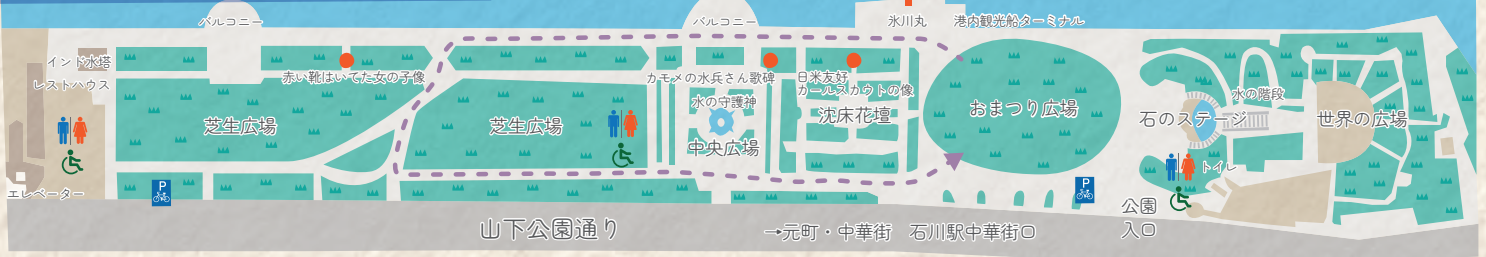 バルコニー
バルコニー
氷川丸
港内観光船ターミナル
インド水塔
レストハウス
赤い靴はいてた女の子像
カモメの水兵さん歌碑
日米友好
ガールスカウトの像
水の守護神
水の階段
芝生広場
芝生広場
中央広場
沈床花壇
おまつり広場
石のステージ
世界の広場
トイレ
エレベーター
P
P
公園
入口
山下公園通り
→元町・中華街 石川駅中華街口